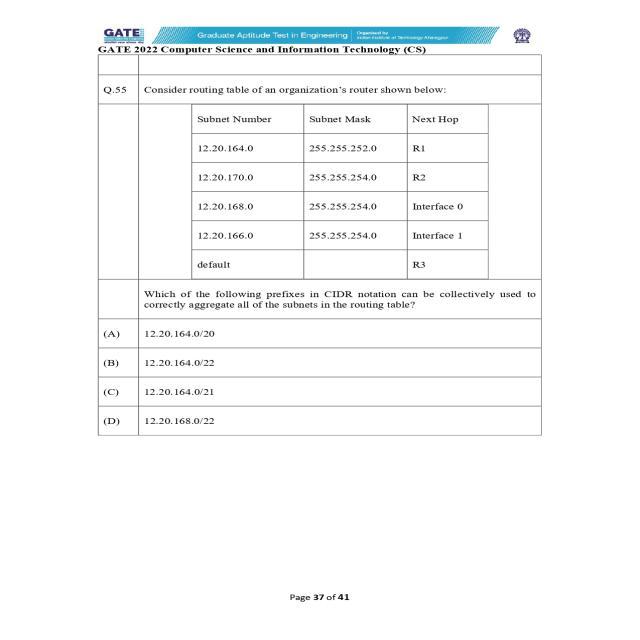 GATE Graduate Aptitude Test in Engineering Organised by
Indian Institute of Technology Kharagpur
GATE 2022 Computer Science and Information Technology (CS)
Q.55 Consider routing table of an organization's router shown below:
Subnet Number Subnet Mask Next Hop
12.20.164.0 255.255.252.0 R1
12.20.170.0 255.255.254.0 R2
12.20.168.0 255.255.254.0 Interface 0
12.20.166.0 255.255.254.0 Interface 1
default R3
Which of the following prefixes in CIDR notation can be collectively used to
correctly aggregate all of the subnets in the routing table?
(A) 12.20.164.0/20
(B) 12.20.164.0/22
(C) 12.20.164.0/21
(D) 12.20.168.0/22
Page 37 of 41